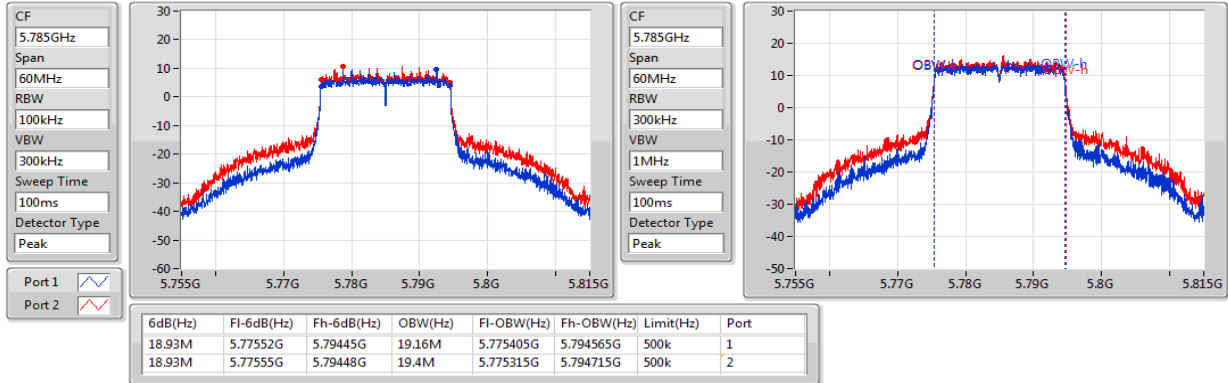 CF
5.785GHz
Span
60MHz
RBW
100kHz
VBW
300kHz
Sweep Time
100ms
Detector Type
Peak
Port 1
Port 2
30
20
10
0
-10
-20
-30
-40
-50
-60
5.755G 5.77G 5.78G 5.79G 5.8G 5.815G
CF
5.785GHz
Span
60MHz
RBW
300kHz
VBW
1MHz
Sweep Time
100ms
Detector Type
Peak
30
20
10
0
-10
-20
-30
-40
-50
OBW-h
5.755G 5.77G 5.78G 5.79G 5.8G 5.815G
6dB(Hz) Fl-6dB(Hz) Fh-6dB(Hz) OBW(Hz) Fl-OBW(Hz) Fh-OBW(Hz) Limit(Hz) Port
18.93M 5.77552G 5.79445G 19.16M 5.775405G 5.794565G 500k 1
18.93M 5.77555G 5.79448G 19.4M 5.775315G 5.794715G 500k 2